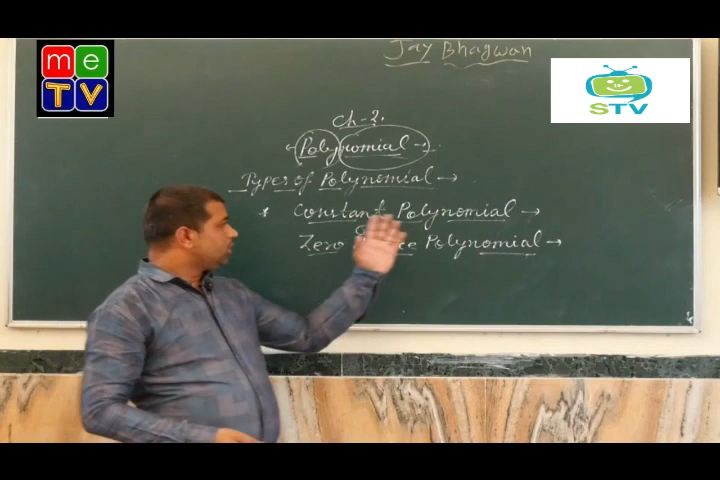 Jay Bhagwan
me
TV
STV
Ch-2.
Polynomial →
Types of Polynomial →
* Constant Polynomial →
Zero Polynomial →